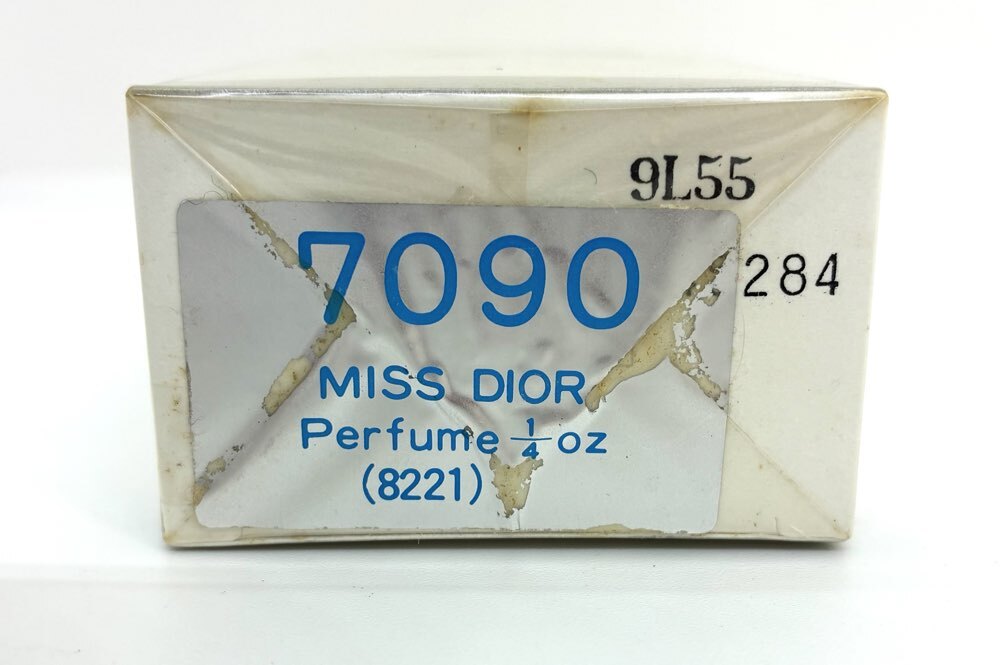 9L55
284
7090
MISS DIOR
Perfume 1/4 oz
(8221)